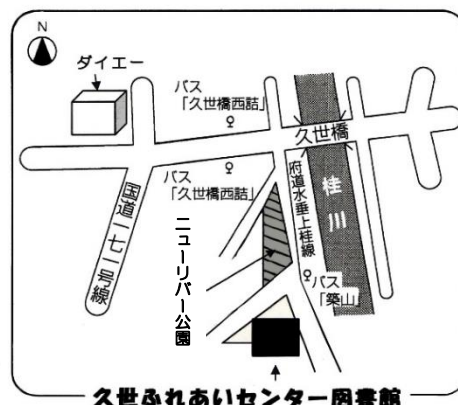 N
ダイエー
バス
「久世橋西詰」
久世橋
バス
「久世橋西詰」
国道一七一号線
ニューリバー公園
府道水垂上桂線
桂川
バス
「築山」
久世ふれあいセンター図書館